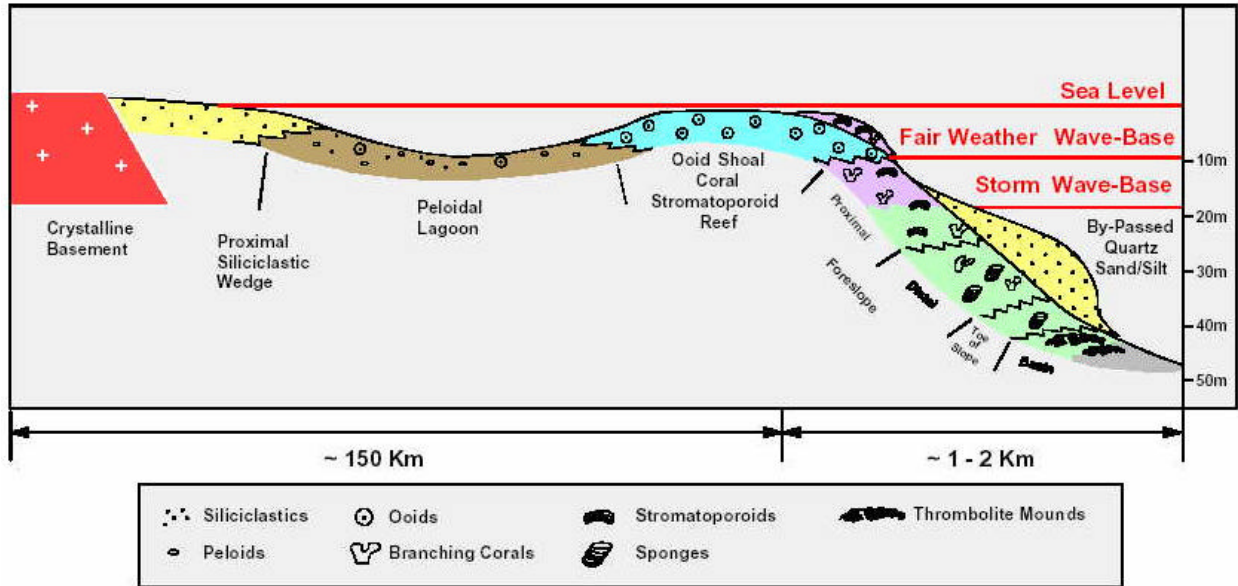 Sea Level
Fair Weather Wave-Base
10m
Storm Wave-Base
20m
30m
40m
50m
Crystalline
Basement
Proximal
Siliciclastic
Wedge
Peloidal
Lagoon
Ooid Shoal
Coral
Stromatoporoid
Reef
Proximal
Foreslope
Distal
Toe
of
Slope
Basin
By-Passed
Quartz
Sand/Silt
~ 150 Km
~ 1 - 2 Km
Siliciclastics
Ooids
Stromatoporoids
Thrombolite Mounds
Peloids
Branching Corals
Sponges